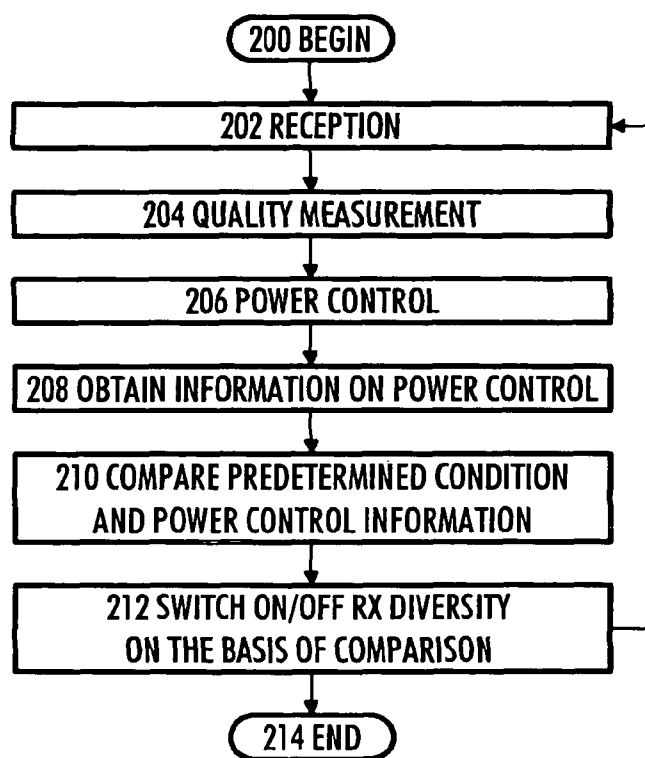 200 BEGIN
202 RECEPTION
204 QUALITY MEASUREMENT
206 POWER CONTROL
208 OBTAIN INFORMATION ON POWER CONTROL
210 COMPARE PREDETERMINED CONDITION
AND POWER CONTROL INFORMATION
212 SWITCH ON/OFF RX DIVERSITY
ON THE BASIS OF COMPARISON
214 END